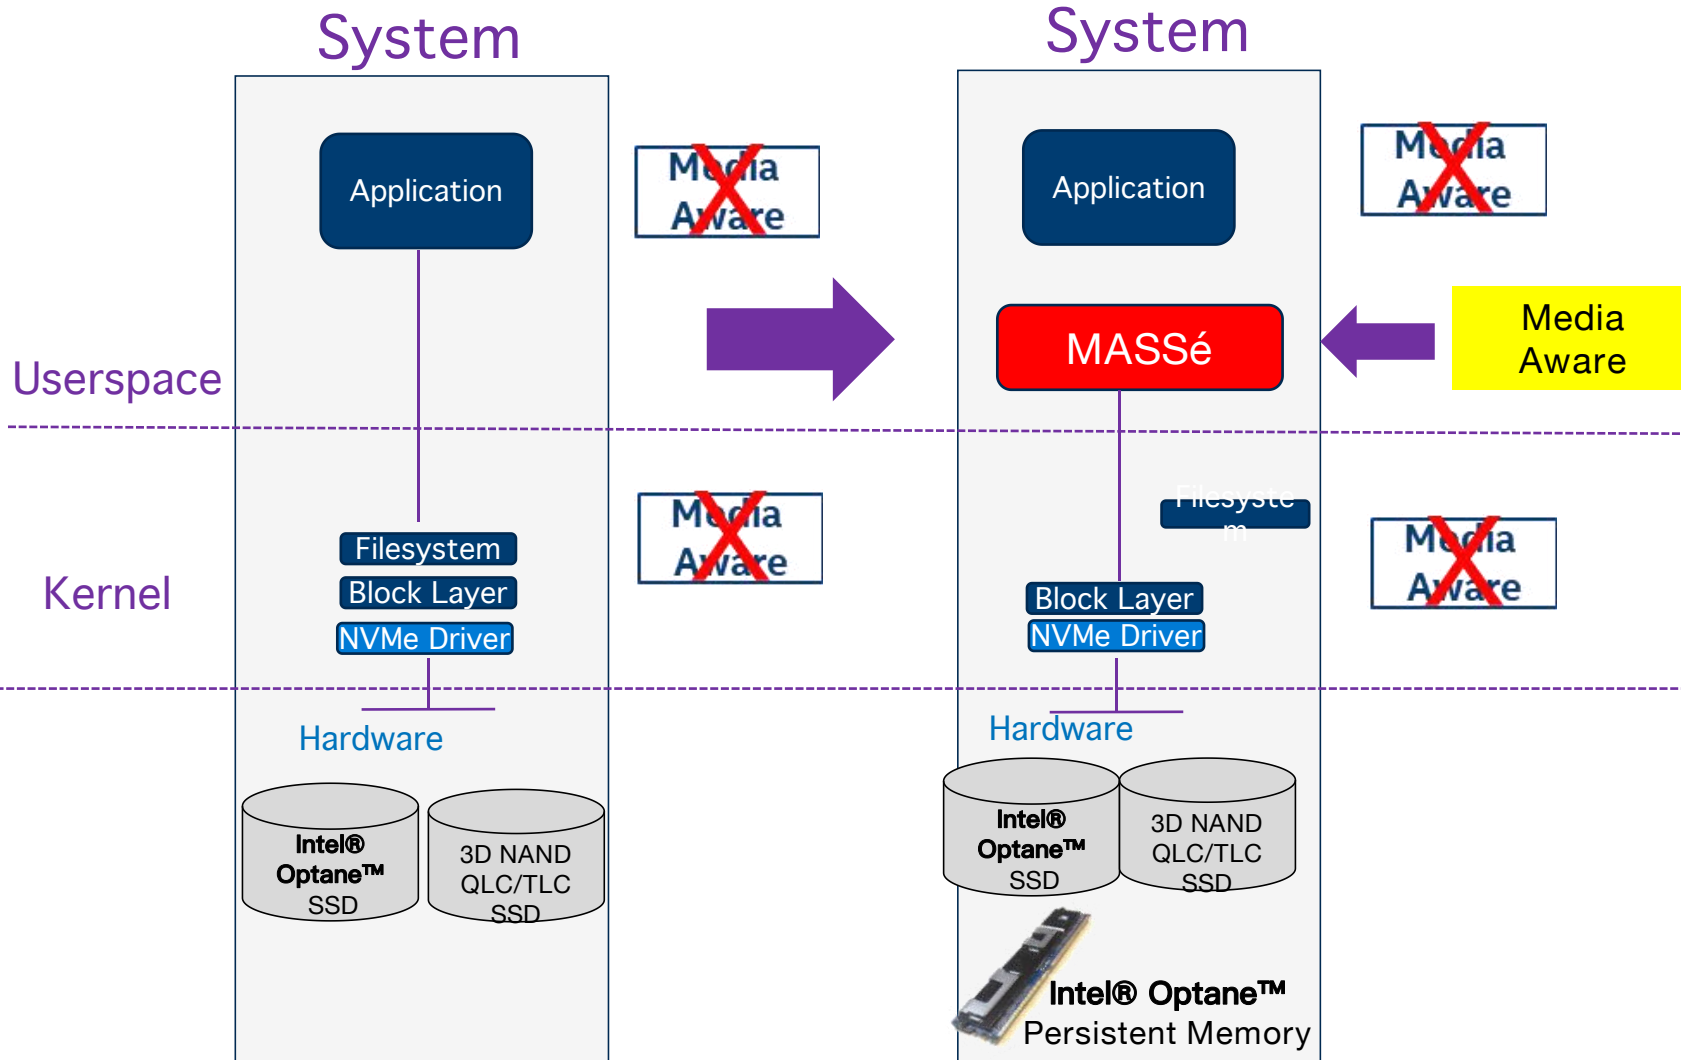 System
System
Application
Media
Aware
Application
Media
Aware
MASSé
Media
Aware
Userspace
Filesystem
Block Layer
NVMe Driver
Media
Aware
Filesyste
m
Block Layer
NVMe Driver
Media
Aware
Kernel
Hardware
Hardware
Intel® 
Optane™
SSD
3D NAND
QLC/TLC
SSD
Intel®
Optane™
SSD
3D NAND
QLC/TLC
SSD
Intel® Optane™
Persistent Memory